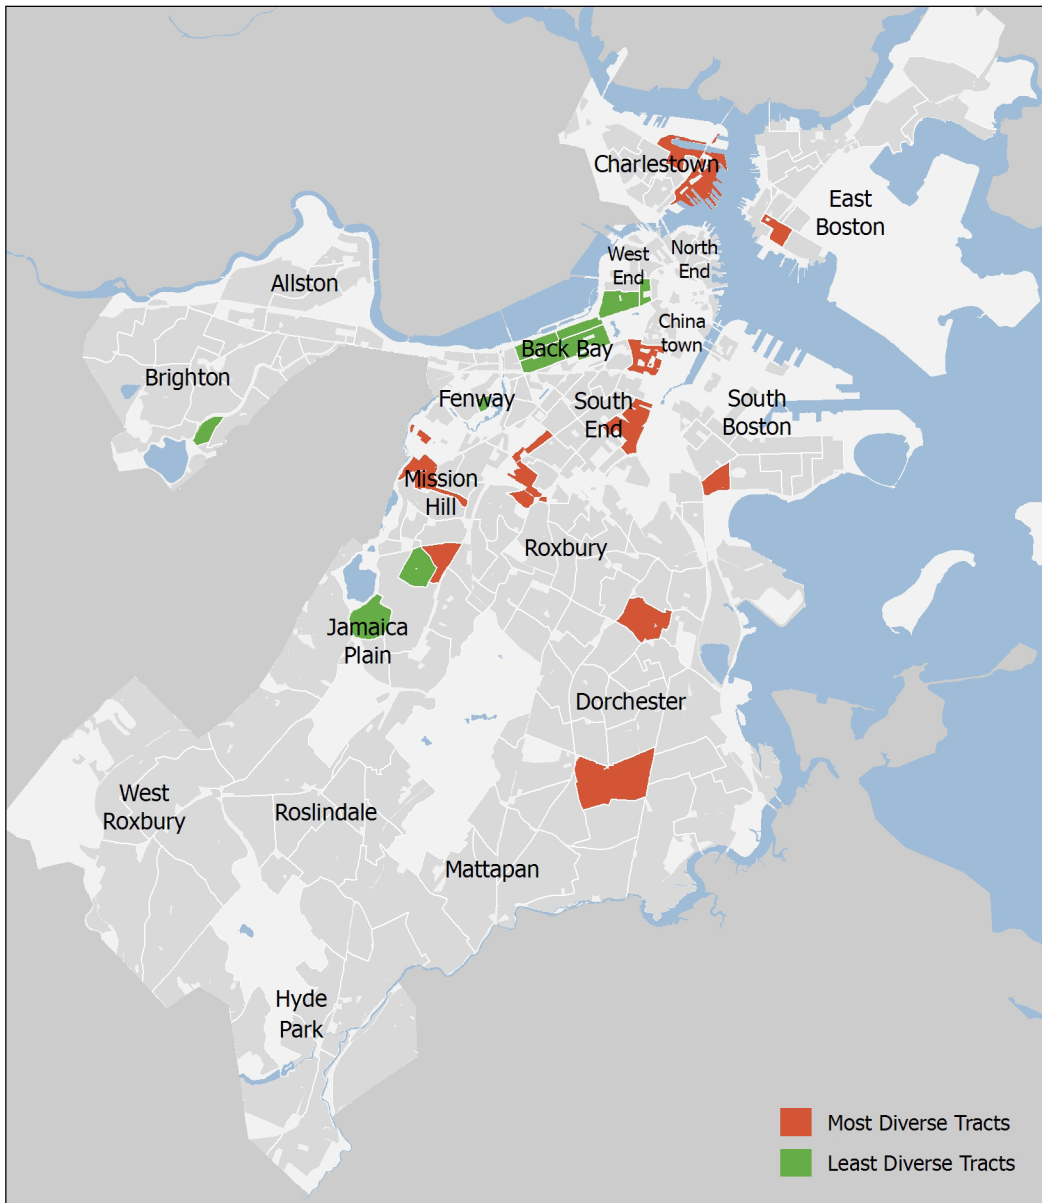 Charlestown
East
Boston
West
End
North
End
Allston
China
town
Back Bay
Brighton
Fenway
South
End
South
Boston
Mission
Hill
Roxbury
Jamaica
Plain
Dorchester
West
Roxbury
Roslindale
Mattapan
Hyde
Park
Most Diverse Tracts
Least Diverse Tracts